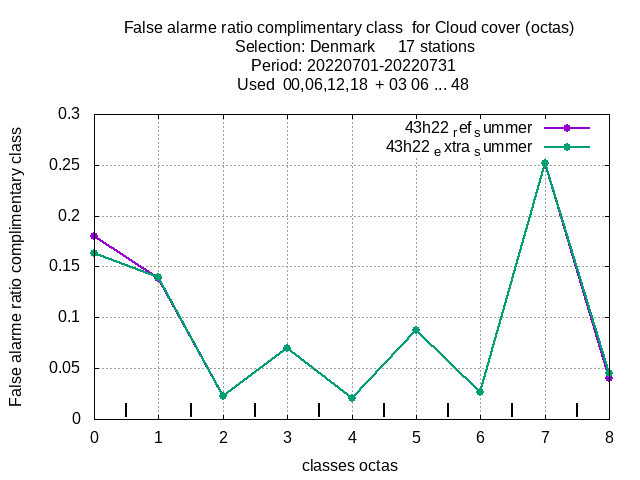 False alarme ratio complimentary class  for Cloud cover (octas)
Selection: Denmark     17 stations
Period: 20220701-20220731
Used  00,06,12,18  + 03 06 ... 48
43h22 ref summer
43h22 extra summer
False alarme ratio complimentary class
0.3
0.25
0.2
0.15
0.1
0.05
0
0 1 2 3 4 5 6 7 8
classes octas